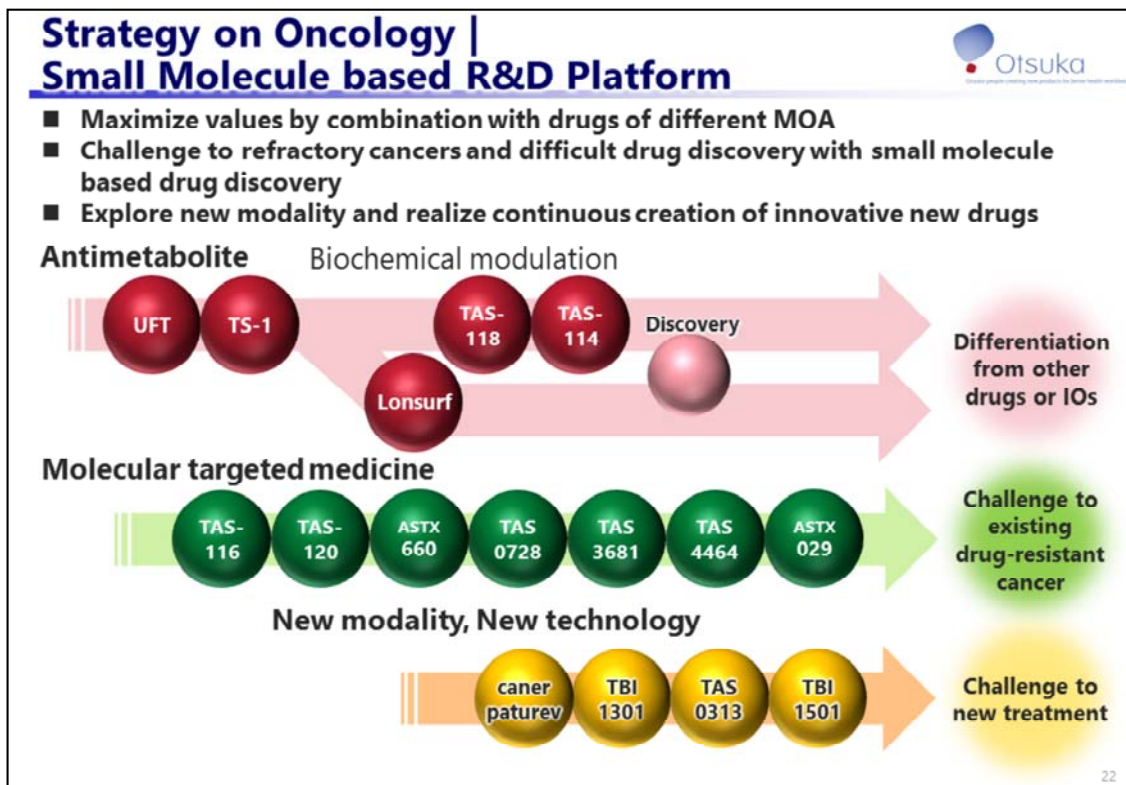 Strategy on Oncology |
Small Molecule based R&D Platform
Otsuka
■ Maximize values by combination with drugs of different MOA
■ Challenge to refractory cancers and difficult drug discovery with small molecule
based drug discovery
■ Explore new modality and realize continuous creation of innovative new drugs
Antimetabolite
Biochemical modulation
UFT
TS-1
TAS-
118
TAS-
114
Discovery
Lonsurf
Differentiation
from other
drugs or IOs
Molecular targeted medicine
TAS-
116
TAS-
120
ASTX
660
TAS
0728
TAS
3681
TAS
4464
ASTX
029
Challenge to
existing
drug-resistant
cancer
New modality, New technology
caner
paturev
TBI
1301
TAS
0313
TBI
1501
Challenge to
new treatment
22